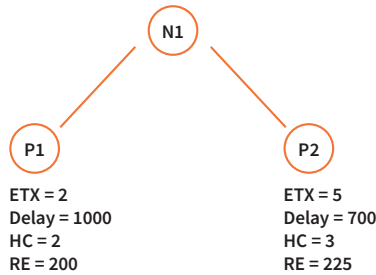 N1
P1
P2
ETX = 2
Delay = 1000
HC = 2
RE = 200
ETX = 5
Delay = 700
HC = 3
RE = 225